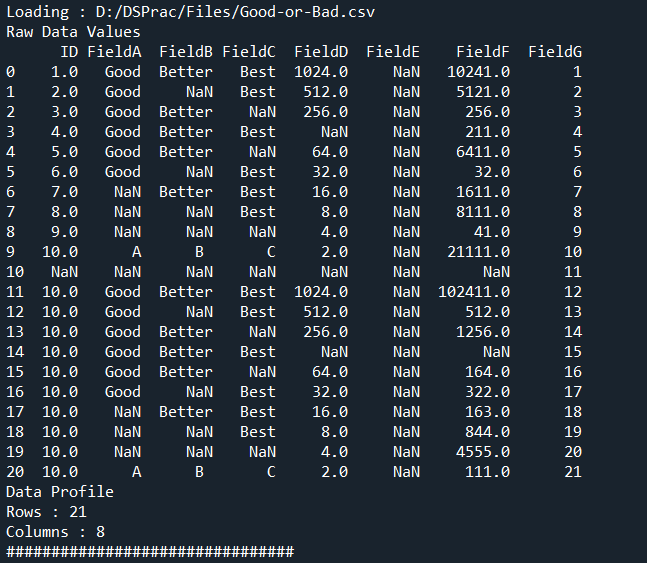 Loading : D:/DSPrac/Files/Good-or-Bad.csv
Raw Data Values
      ID FieldA  FieldB FieldC  FieldD  FieldE    FieldF  FieldG
0    1.0   Good  Better   Best  1024.0     NaN   10241.0       1
1    2.0   Good     NaN   Best   512.0     NaN    5121.0       2
2    3.0   Good  Better    NaN   256.0     NaN     256.0       3
3    4.0   Good  Better   Best     NaN     NaN     211.0       4
4    5.0   Good  Better    NaN    64.0     NaN    6411.0       5
5    6.0   Good     NaN   Best    32.0     NaN      32.0       6
6    7.0    NaN  Better   Best    16.0     NaN    1611.0       7
7    8.0    NaN     NaN   Best     8.0     NaN    8111.0       8
8    9.0    NaN     NaN    NaN     4.0     NaN      41.0       9
9   10.0      A       B      C     2.0     NaN   21111.0      10
10   NaN    NaN     NaN    NaN     NaN     NaN       NaN      11
11  10.0   Good  Better   Best  1024.0     NaN  102411.0      12
12  10.0   Good     NaN   Best   512.0     NaN     512.0      13
13  10.0   Good  Better    NaN   256.0     NaN    1256.0      14
14  10.0   Good  Better   Best     NaN     NaN       NaN      15
15  10.0   Good  Better    NaN    64.0     NaN     164.0      16
16  10.0   Good     NaN   Best    32.0     NaN     322.0      17
17  10.0    NaN  Better   Best    16.0     NaN     163.0      18
18  10.0    NaN     NaN   Best     8.0     NaN     844.0      19
19  10.0    NaN     NaN    NaN     4.0     NaN    4555.0      20
20  10.0      A       B      C     2.0     NaN     111.0      21
Data Profile
Rows : 21
Columns : 8
################################